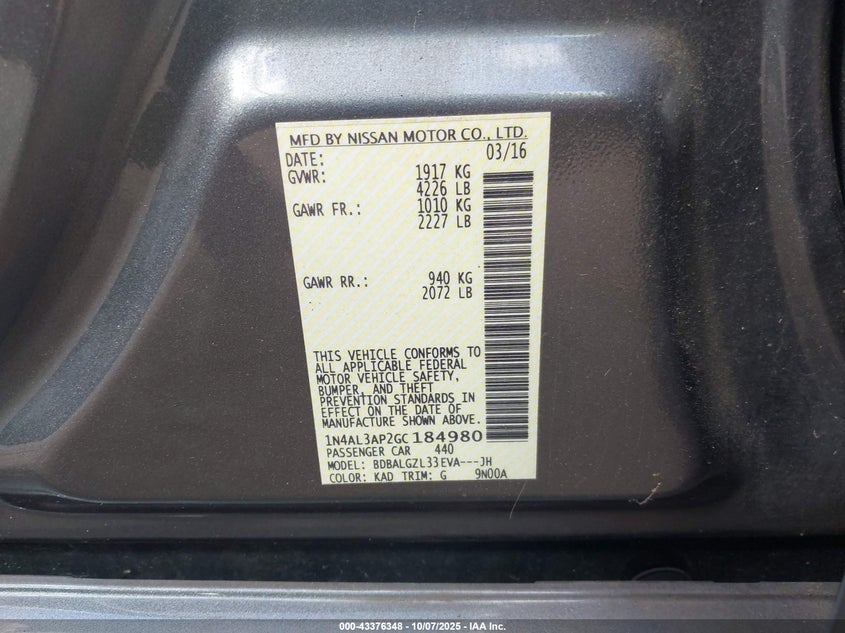 MFD BY NISSAN MOTOR CO., LTD.
DATE: 03/16
GVWR: 1917 KG
4226 LB
GAWR FR.: 1010 KG
2227 LB
GAWR RR.: 940 KG
2072 LB
THIS VEHICLE CONFORMS TO
ALL APPLICABLE FEDERAL
MOTOR VEHICLE SAFETY,
BUMPER, AND THEFT
PREVENTION STANDARDS IN
EFFECT ON THE DATE OF
MANUFACTURE SHOWN ABOVE.
1N4AL3AP2GC184980
PASSENGER CAR 440
MODEL: BDBALGZL33EVA---JH
COLOR: KAD TRIM: G 9N00A
000-43376348 - 10/07/2025 - IAA Inc.